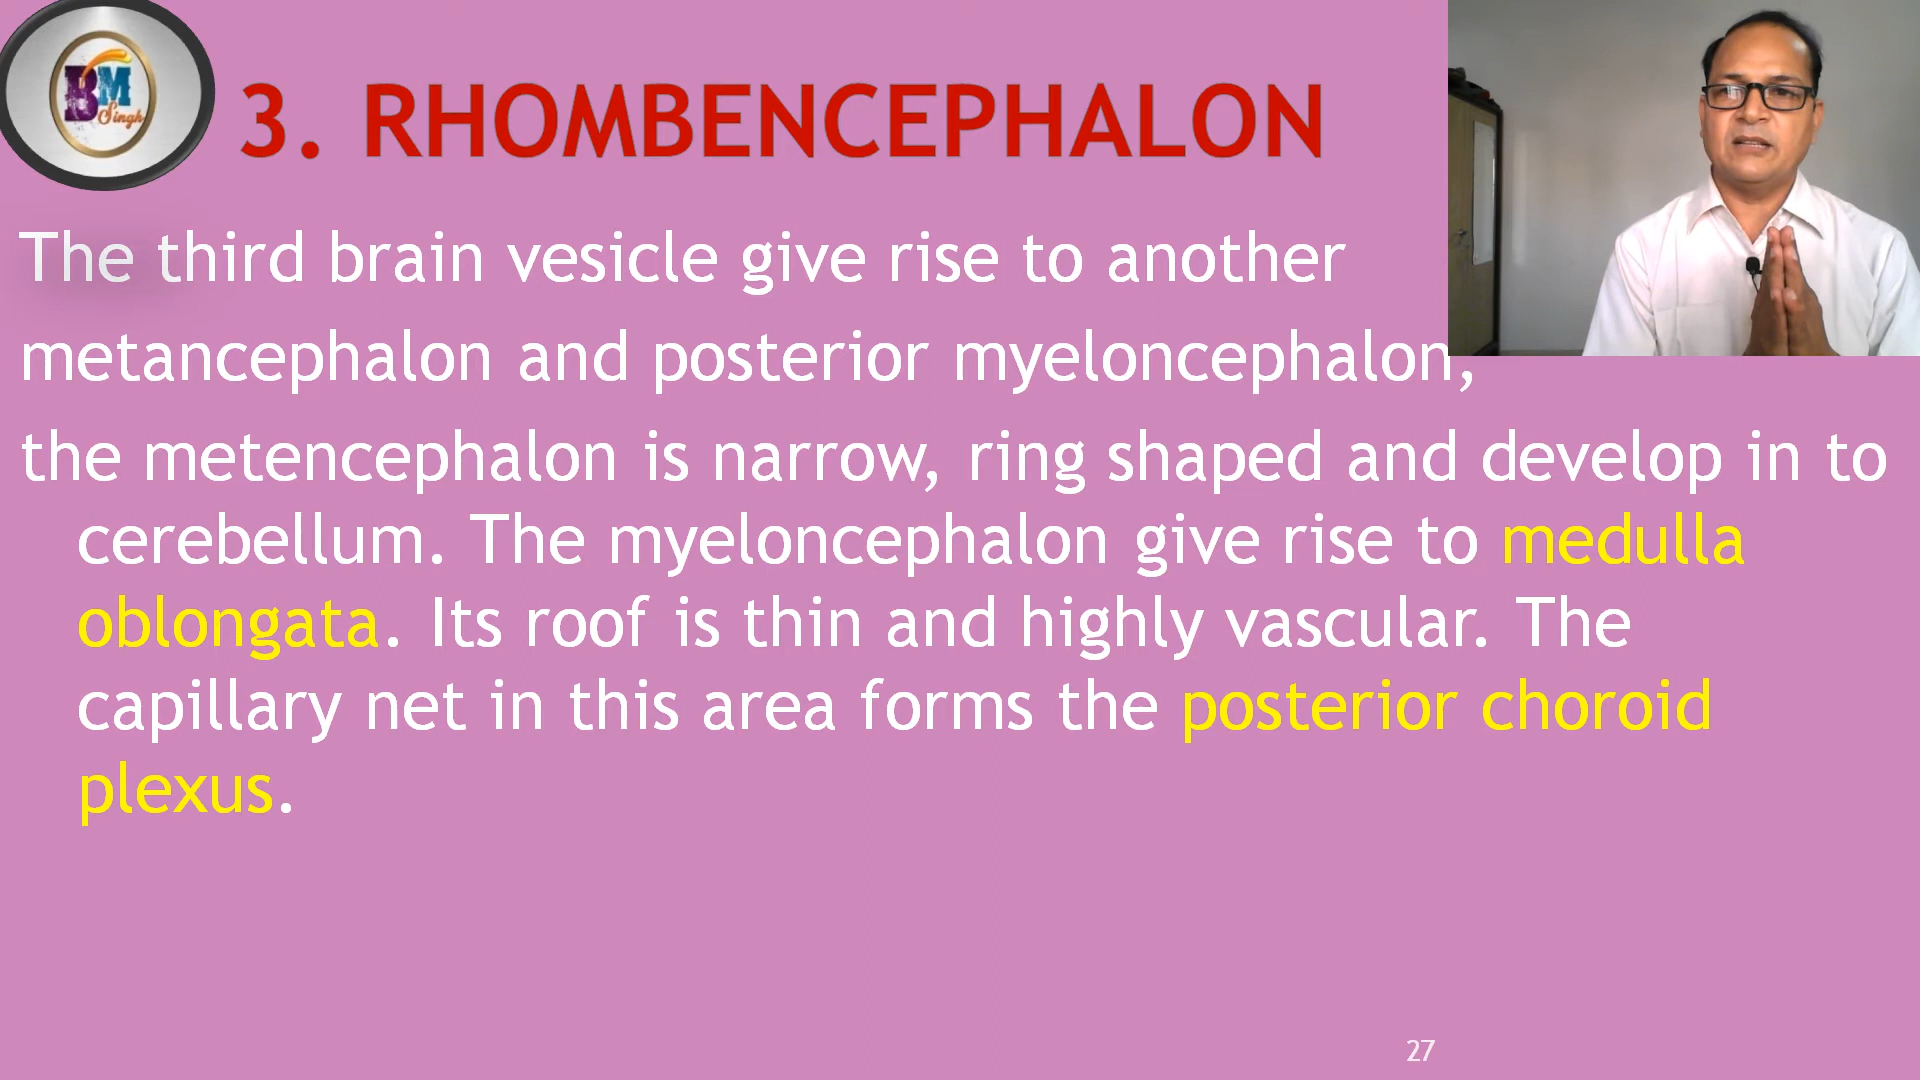 BM
Singh
3. RHOMBENCEPHALON
The third brain vesicle give rise to another
metancephalon and posterior myeloncephalon,
the metencephalon is narrow, ring shaped and develop in to
cerebellum. The myeloncephalon give rise to medulla
oblongata. Its roof is thin and highly vascular. The
capillary net in this area forms the posterior choroid
plexus.
27